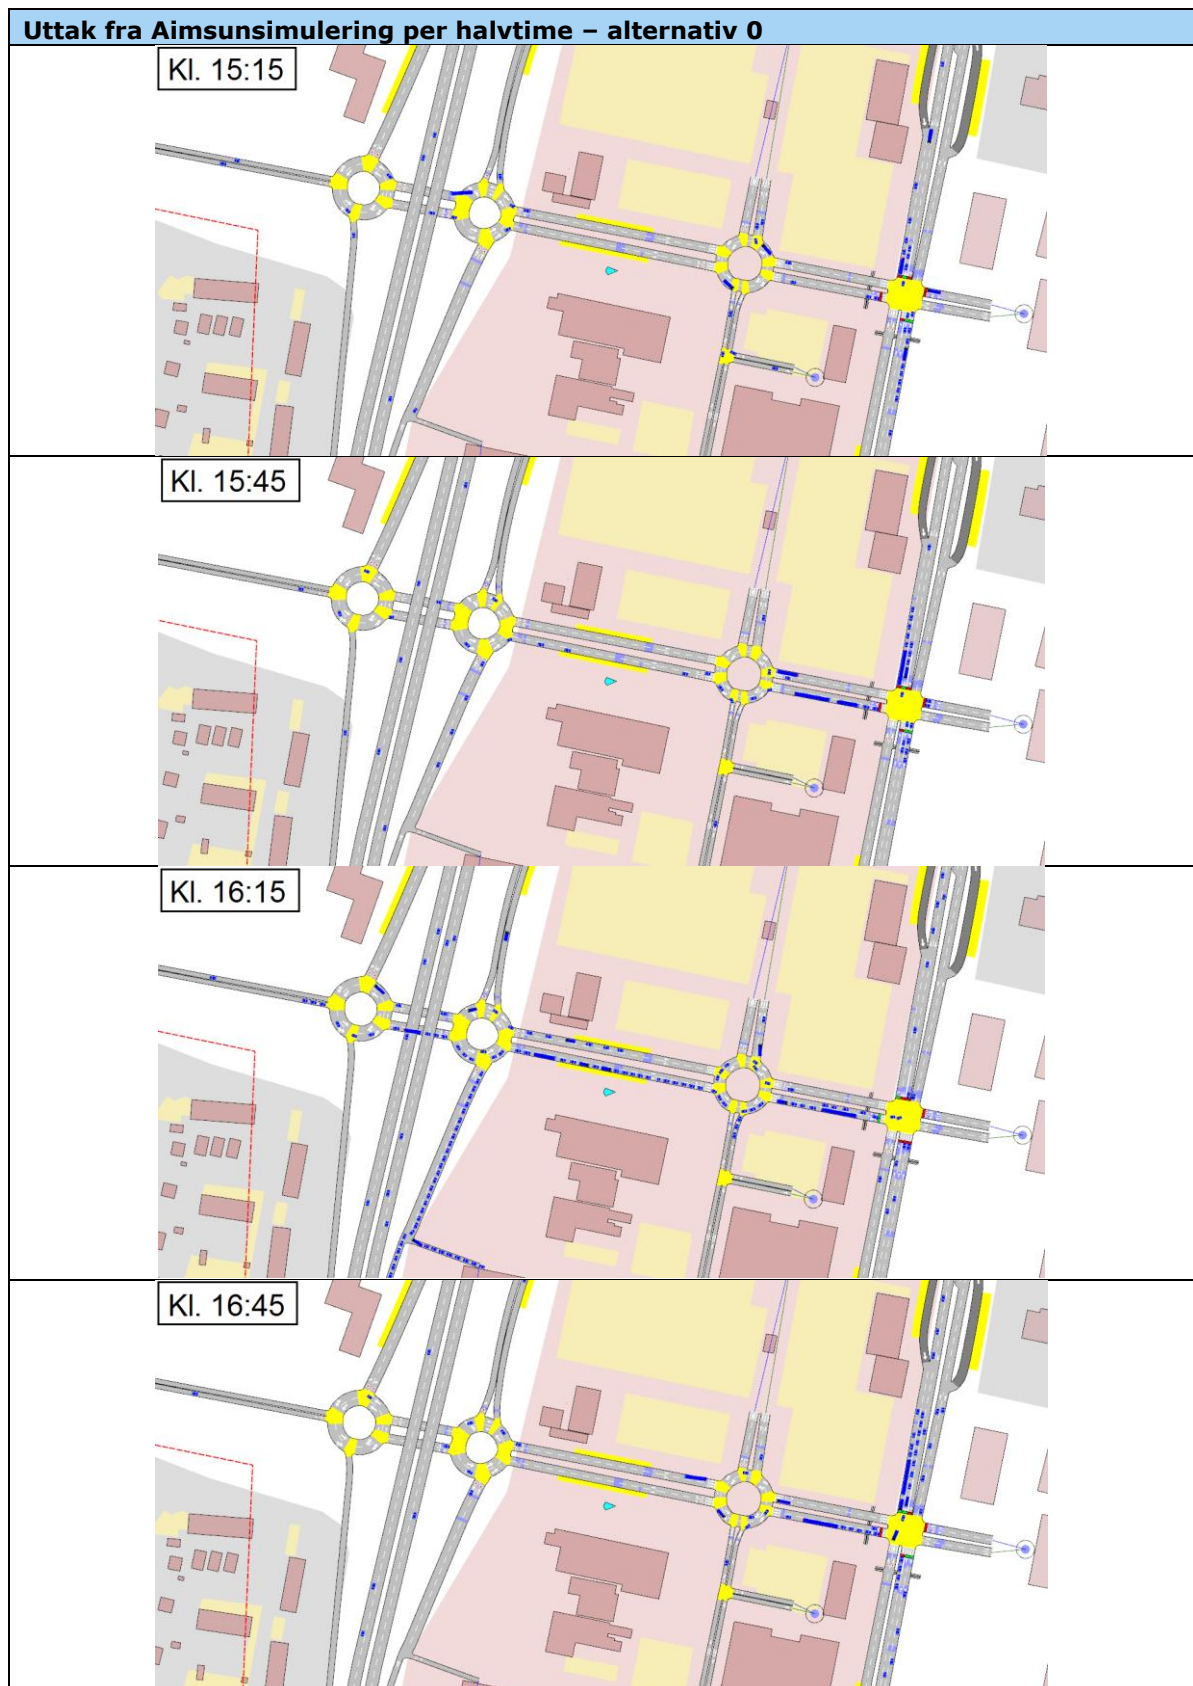 Uttak fra Aimsunsimulering per halvtime – alternativ 0
Kl. 15:15
Kl. 15:45
Kl. 16:15
Kl. 16:45